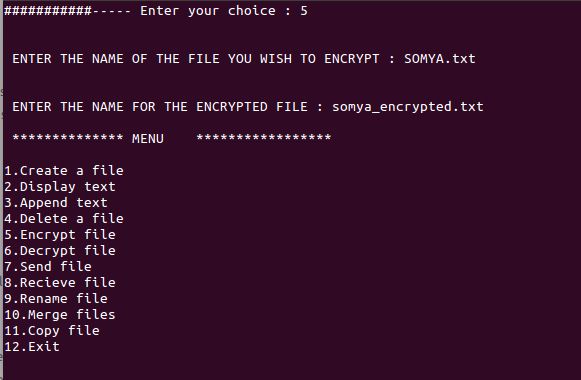 ###########----- Enter your choice : 5
ENTER THE NAME OF THE FILE YOU WISH TO ENCRYPT : SOMYA.txt
ENTER THE NAME FOR THE ENCRYPTED FILE : somya_encrypted.txt
************** MENU    *****************
1.Create a file
2.Display text
3.Append text
4.Delete a file
5.Encrypt file
6.Decrypt file
7.Send file
8.Recieve file
9.Rename file
10.Merge files
11.Copy file
12.Exit